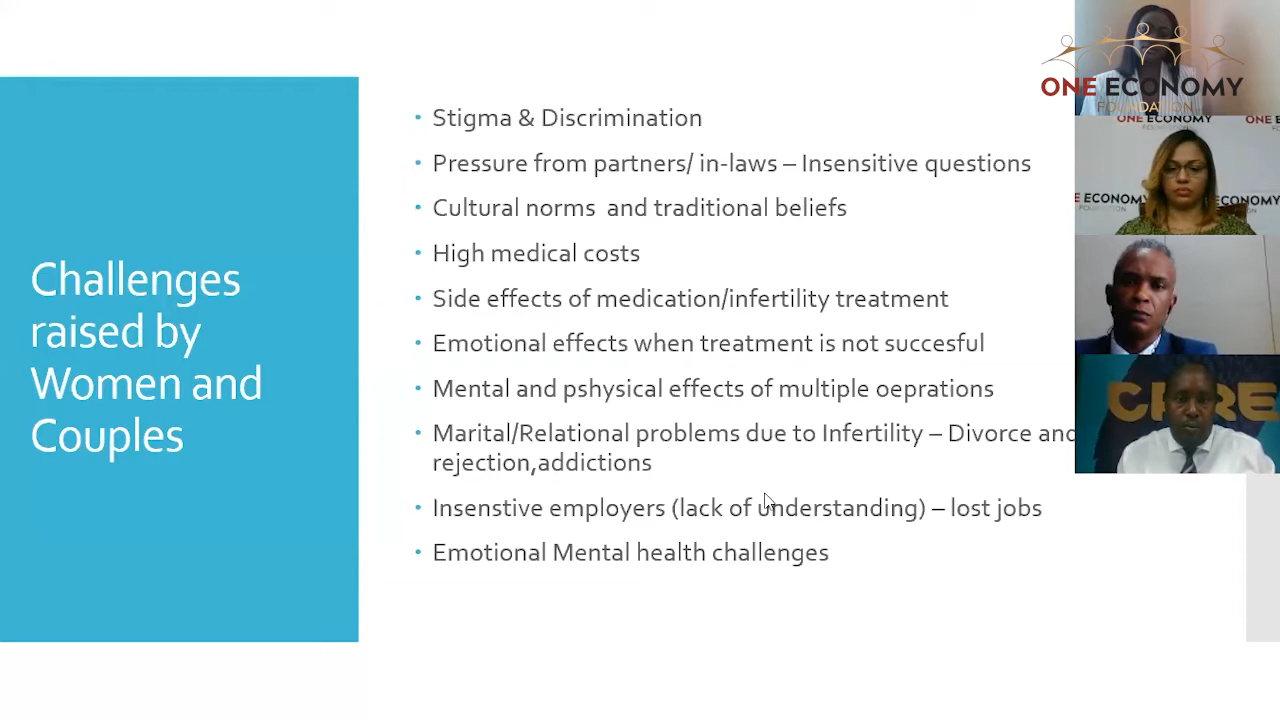 Challenges
raised by
Women and
Couples
• Stigma & Discrimination
• Pressure from partners/ in-laws – Insensitive questions
• Cultural norms and traditional beliefs
• High medical costs
• Side effects of medication/infertility treatment
• Emotional effects when treatment is not succesful
• Mental and pshysical effects of multiple oeprations
• Marital/Relational problems due to Infertility – Divorce and
rejection,addictions
• Insenstive employers (lack of understanding) – lost jobs
• Emotional Mental health challenges
ONE ECONOMY
FOUNDATION
ONE ECONOMY
ONE E
E ECONOMY
ONE ECONOMY